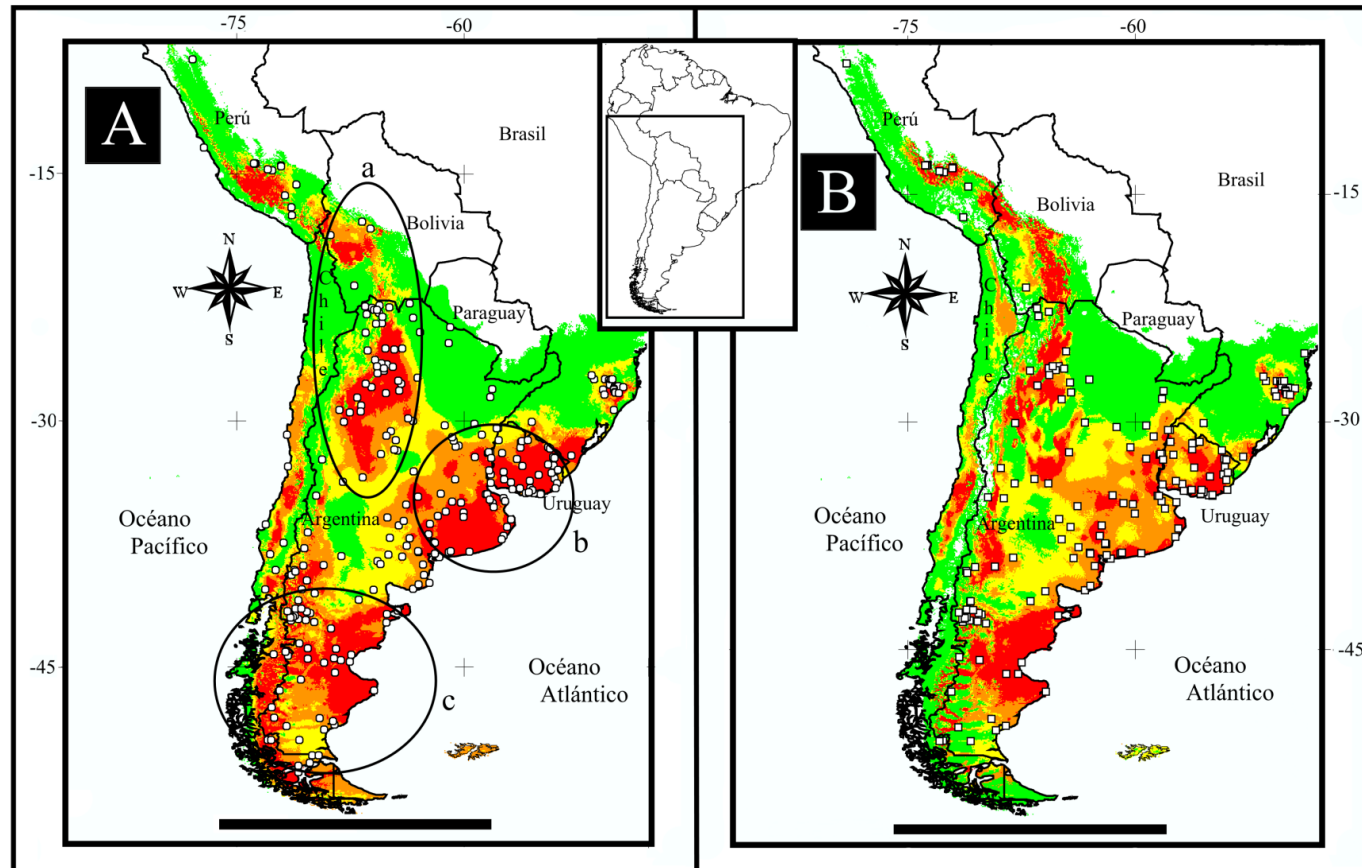 -75
-60
A
Perú
Brasil
-15
a
Bolivia
N
W
E
S
Chile
Paraguay
-30
Uruguay
Argentina
Océano
Pacífico
b
-45
c
Océano
Atlántico
-75
-60
Perú
Brasil
-15
B
Bolivia
N
W
E
S
Chile
Paraguay
-30
Uruguay
Argentina
Océano
Pacífico
-45
Océano
Atlántico